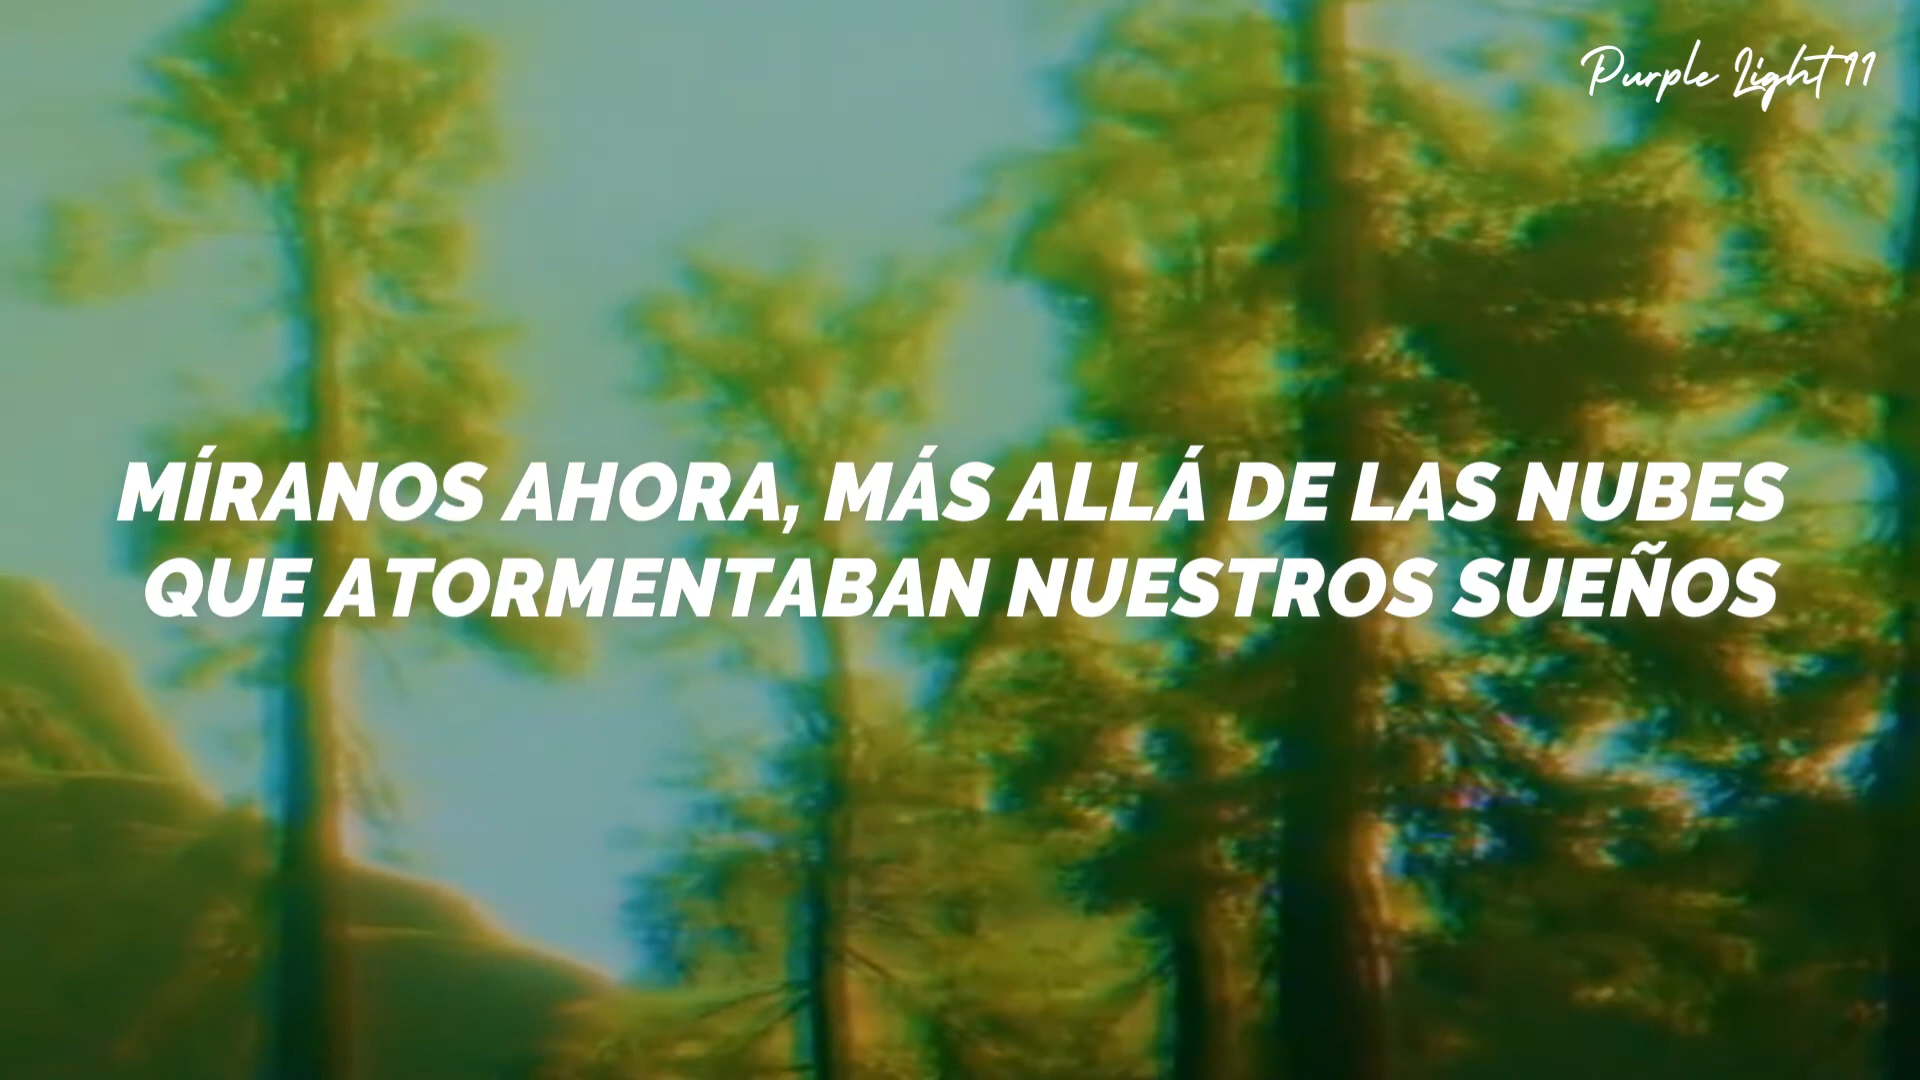 Purple Light 11
MÍRANOS AHORA, MÁS ALLÁ DE LAS NUBES
QUE ATORMENTABAN NUESTROS SUEÑOS